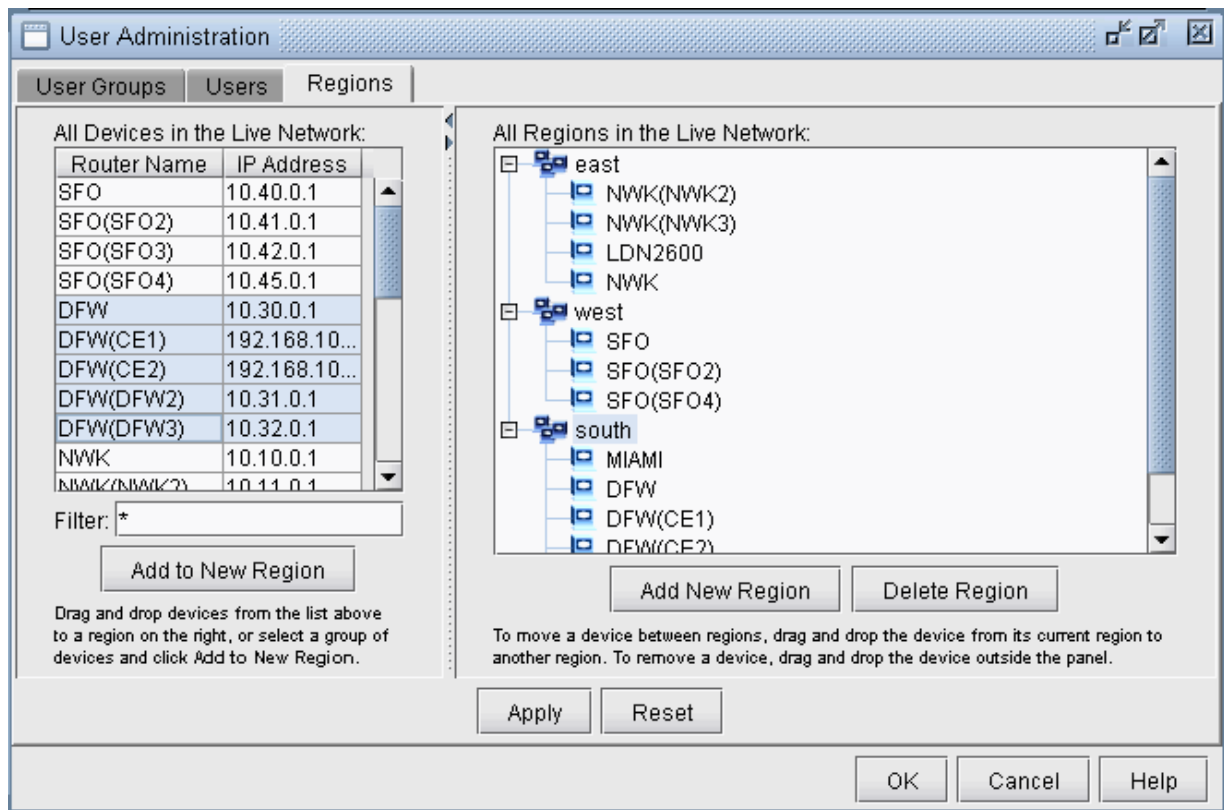 User Administration
User Groups
Users
Regions
All Devices in the Live Network:
Router Name IP Address
SFO 10.40.0.1
SFO(SFO2) 10.41.0.1
SFO(SFO3) 10.42.0.1
SFO(SFO4) 10.45.0.1
DFW 10.30.0.1
DFW(CE1) 192.168.10...
DFW(CE2) 192.168.10...
DFW(DFW2) 10.31.0.1
DFW(DFW3) 10.32.0.1
NWK 10.10.0.1
NWK(NWK2) 10.11.0.1
Filter: *
Add to New Region
Drag and drop devices from the list above
to a region on the right, or select a group of
devices and click Add to New Region.
All Regions in the Live Network:
east
NWK(NWK2)
NWK(NWK3)
LDN2600
NWK
west
SFO
SFO(SFO2)
SFO(SFO4)
south
MIAMI
DFW
DFW(CE1)
DFW(CE2)
Add New Region
Delete Region
To move a device between regions, drag and drop the device from its current region to
another region. To remove a device, drag and drop the device outside the panel.
Apply
Reset
OK
Cancel
Help